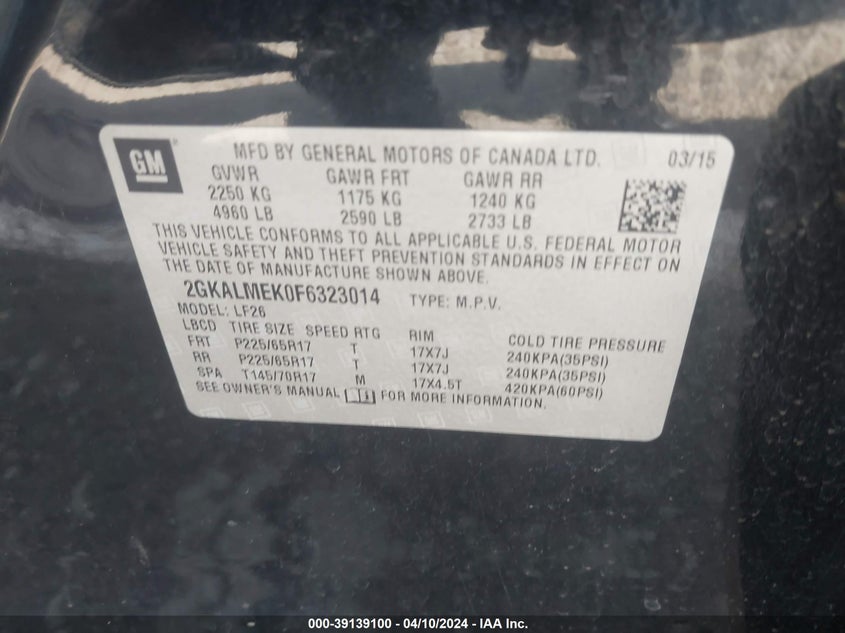 GM
MFD BY GENERAL MOTORS OF CANADA LTD. 03/15
GVWR GAWR FRT GAWR RR
2250 KG 1175 KG 1240 KG
4960 LB 2590 LB 2733 LB
THIS VEHICLE CONFORMS TO ALL APPLICABLE U.S. FEDERAL MOTOR
VEHICLE SAFETY AND THEFT PREVENTION STANDARDS IN EFFECT ON
THE DATE OF MANUFACTURE SHOWN ABOVE.
2GKALMEK0F6323014 TYPE: M.P.V.
MODEL: LF26
LBCD TIRE SIZE SPEED RTG RIM COLD TIRE PRESSURE
FRT P225/65R17 T 17X7J 240KPA(35PSI)
RR P225/65R17 T 17X7J 240KPA(35PSI)
SPA T145/70R17 M 17X4.5T 420KPA(60PSI)
SEE OWNER'S MANUAL FOR MORE INFORMATION.
000-39139100 - 04/10/2024 - IAA Inc.